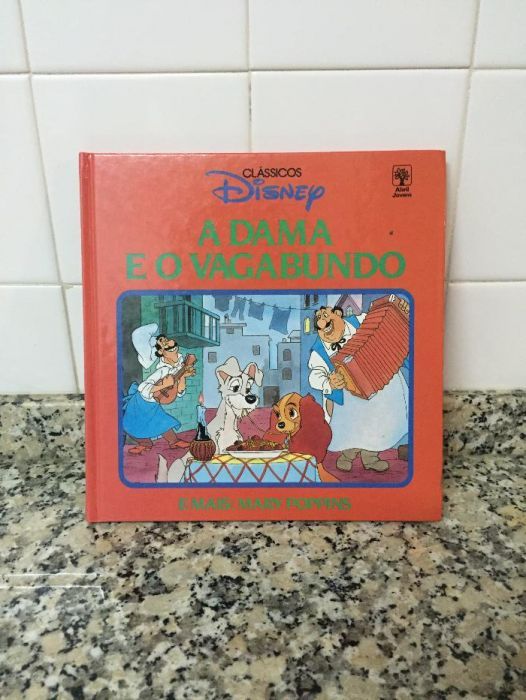 CLÁSSICOS
Disney
Abril
Jovem
A DAMA
E O VAGABUNDO
E MAIS: MARY POPPINS